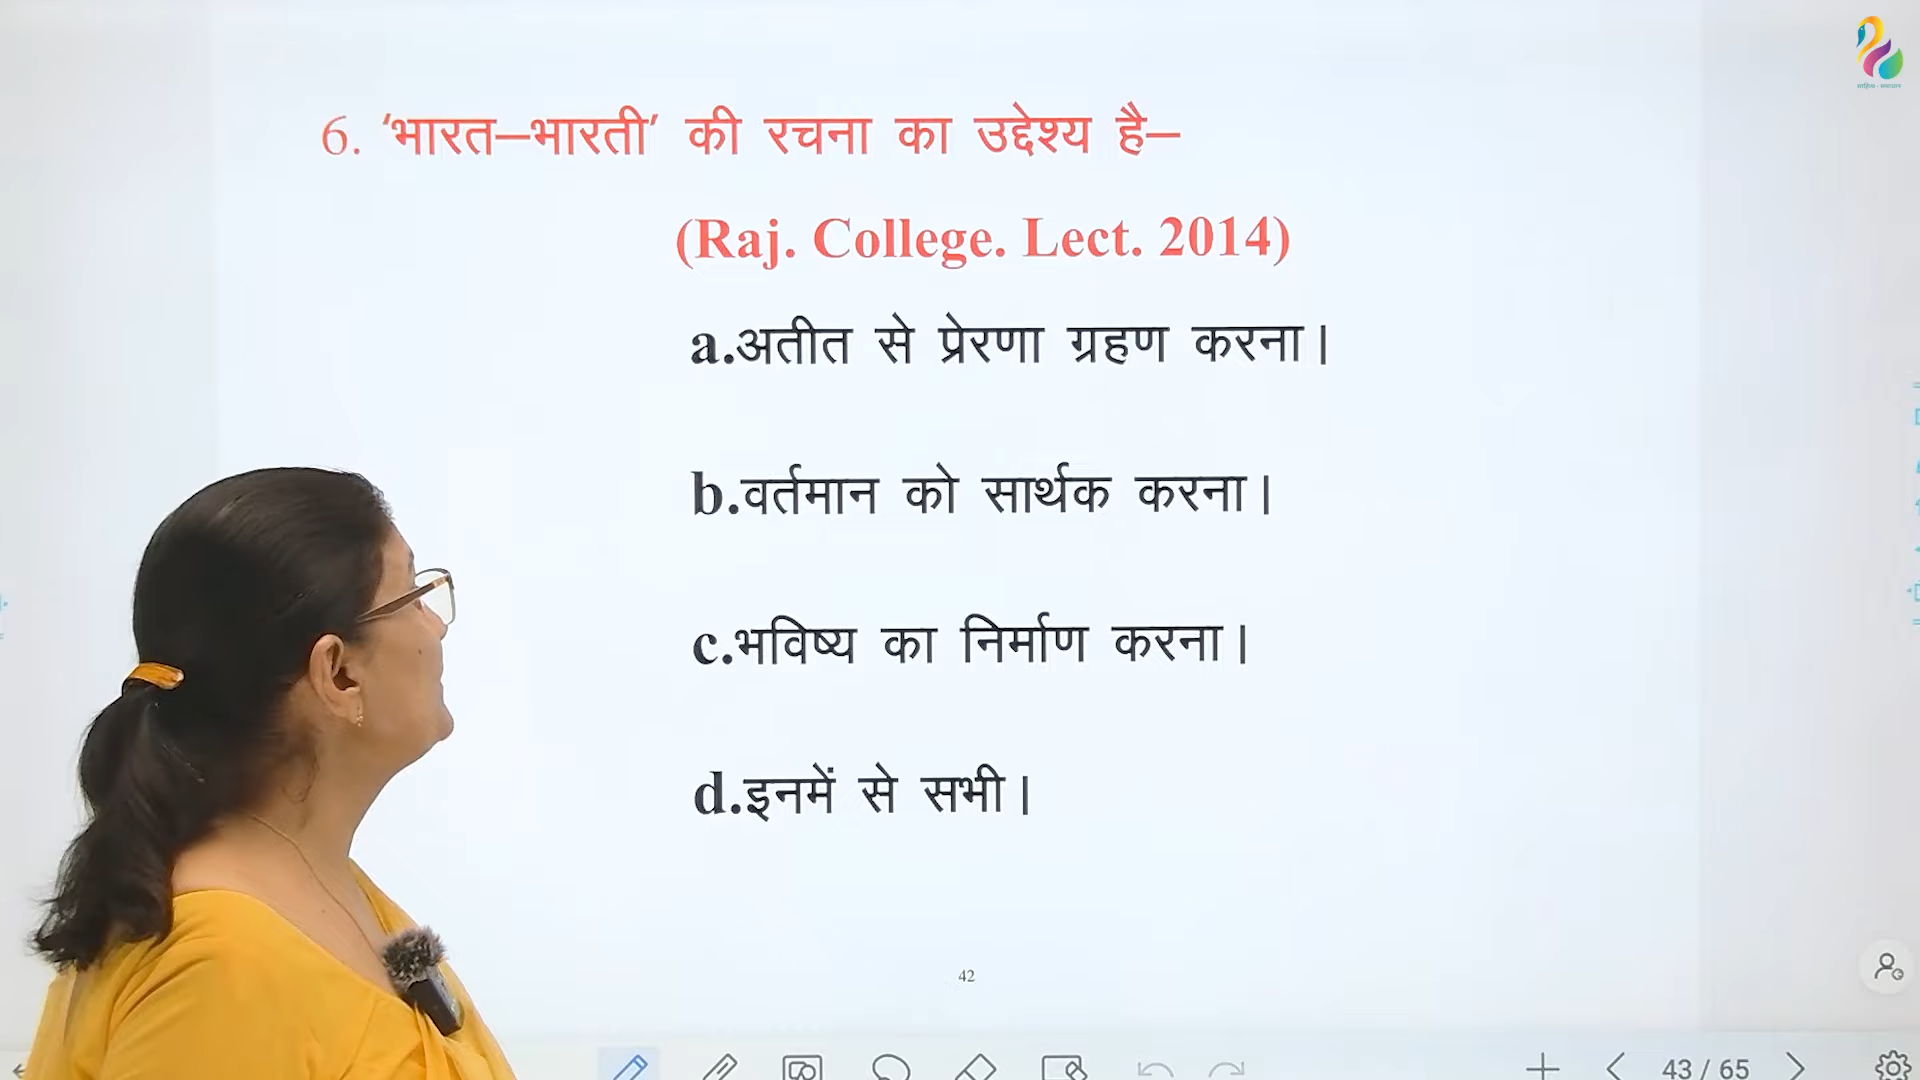 6. ‘भारत–भारती’ की रचना का उद्देश्य है–
(Raj. College. Lect. 2014)
a.अतीत से प्रेरणा ग्रहण करना।
b.वर्तमान को सार्थक करना।
c.भविष्य का निर्माण करना।
d.इनमें से सभी।
42
43 / 65